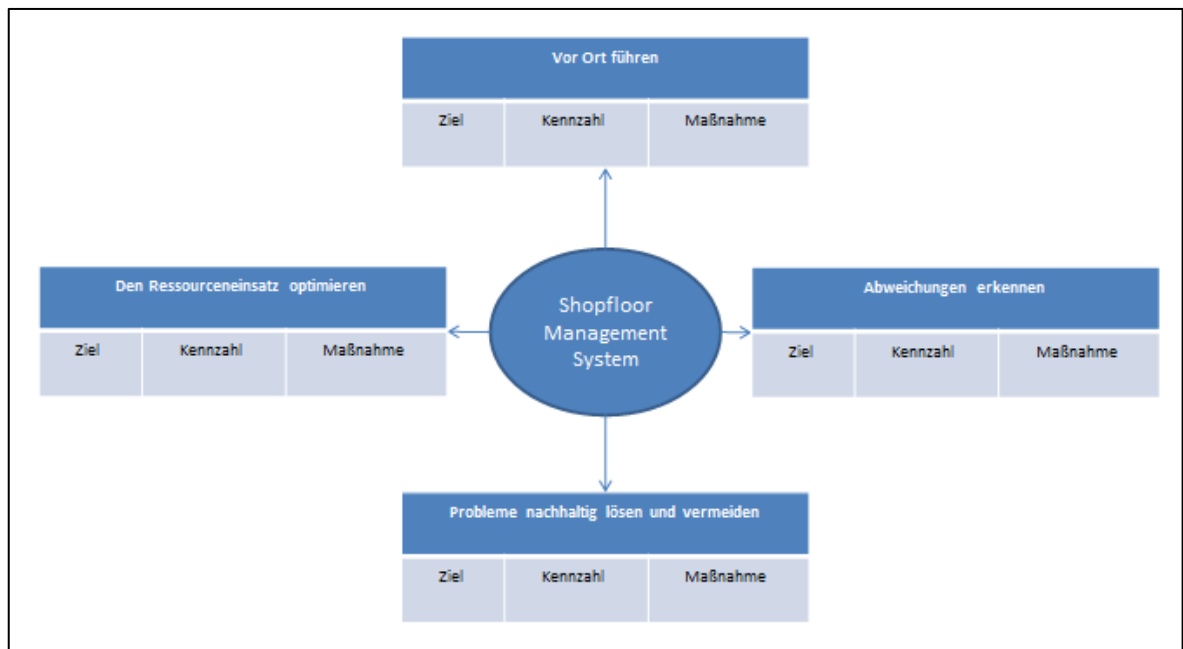 Vor Ort führen
Ziel Kennzahl Maßnahme
Den Ressourceneinsatz optimieren
Ziel Kennzahl Maßnahme
Shopfloor
Management
System
Abweichungen erkennen
Ziel Kennzahl Maßnahme
Probleme nachhaltig lösen und vermeiden
Ziel Kennzahl Maßnahme